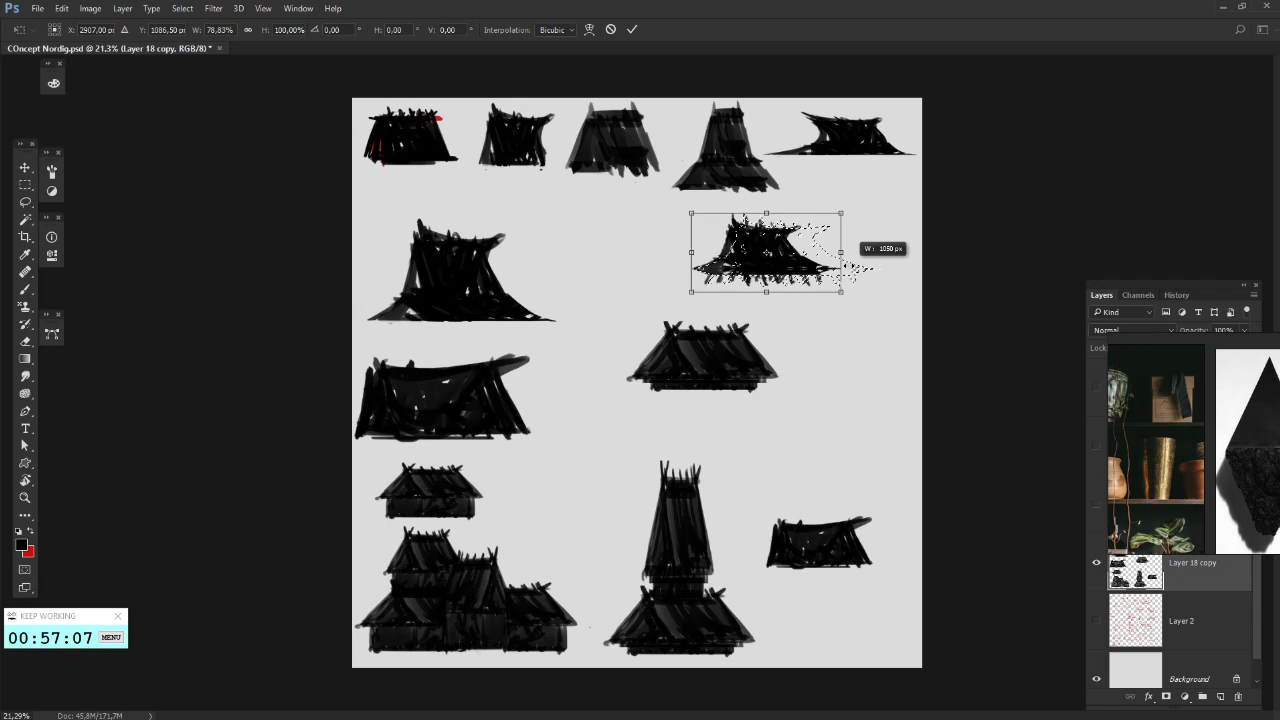 Ps File Edit Image Layer Type Select Filter 3D View Window Help
X: 2907,00 pi Y: 1086,50 pi W: 78,83% H: 100,00% 0,00 ° H: 0,00 ° V: 0,00 ° Interpolation: Bicubic
COncept Nordig.psd @ 21,3% (Layer 18 copy, RGB/8) * ×
W: 1050 px
Layers Channels History
Kind
Normal Opacity: 100%
Lock:
Layer 18 copy
Layer 2
Background
KEEP WORKING
00:57:07 MENU
21,29% Doc: 45,8M/171,7M